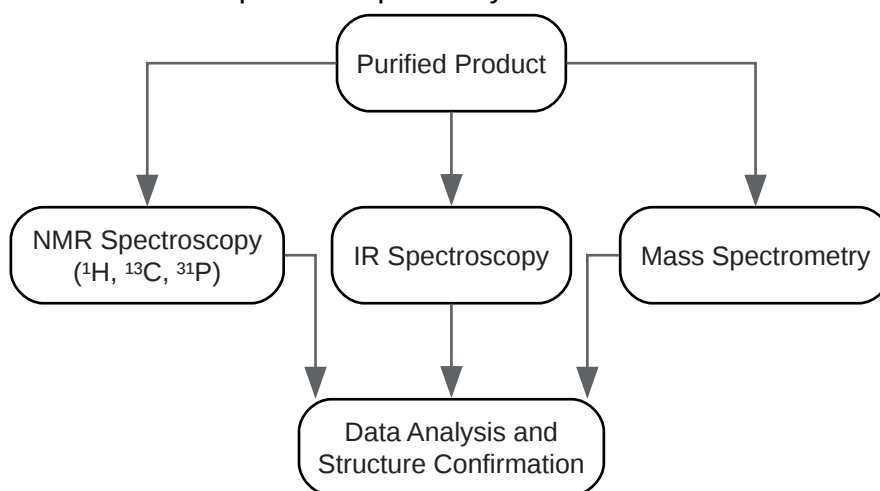 Purified Product
NMR Spectroscopy
(¹H, ¹³C, ³¹P)
IR Spectroscopy
Mass Spectrometry
Data Analysis and
Structure Confirmation